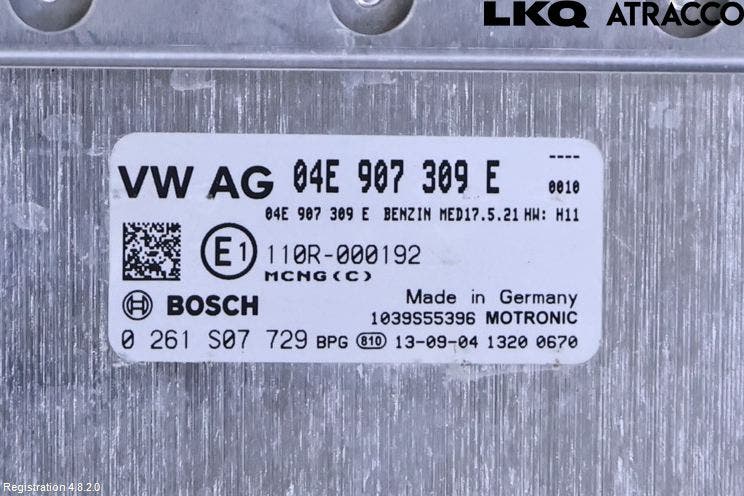 LKQ ATRACCO
VW AG 04E 907 309 E ----
0010
04E 907 309 E BENZIN MED17.5.21 HW: H11
E1 110R-000192
MCNG(C)
BOSCH Made in Germany
1039S55396 MOTRONIC
0 261 S07 729 BPG 810 13-09-04 1320 0670
Registration 4.8.2.0